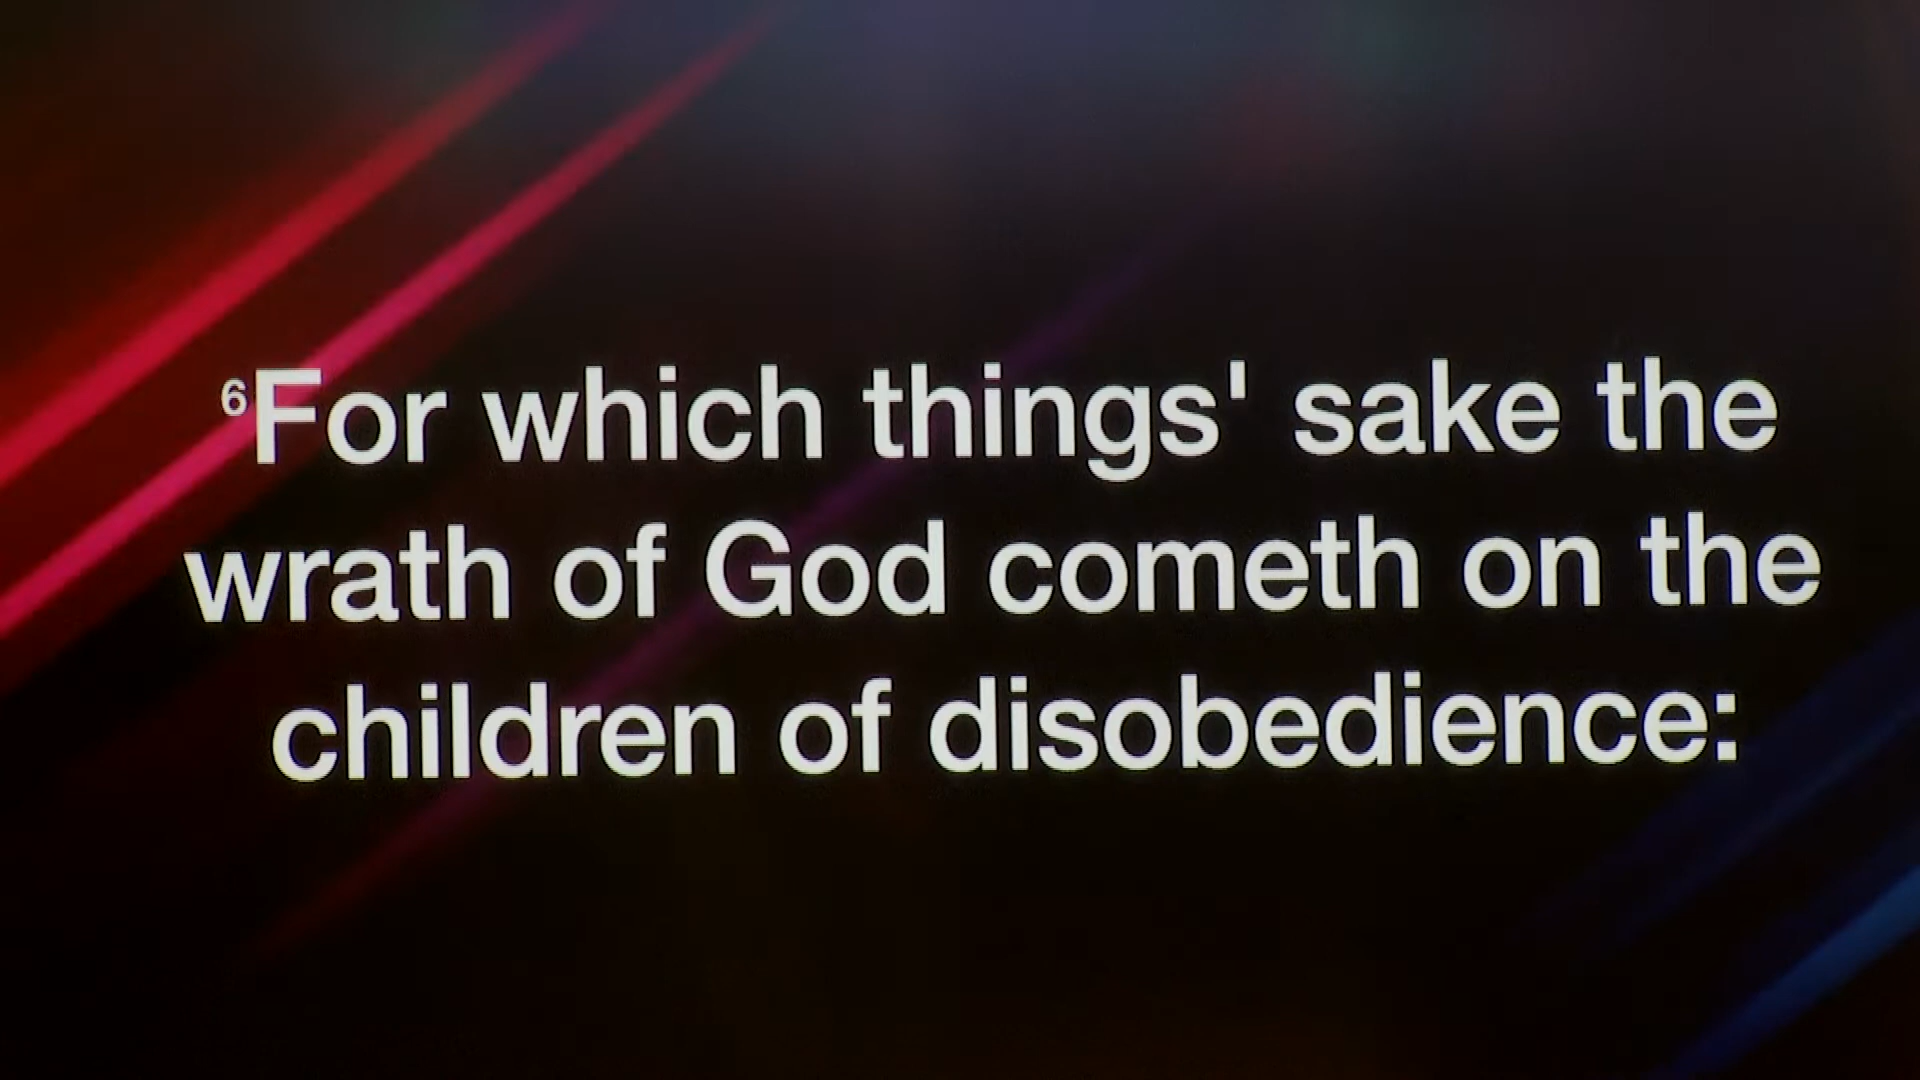 ⁶For which things' sake the
wrath of God cometh on the
children of disobedience: